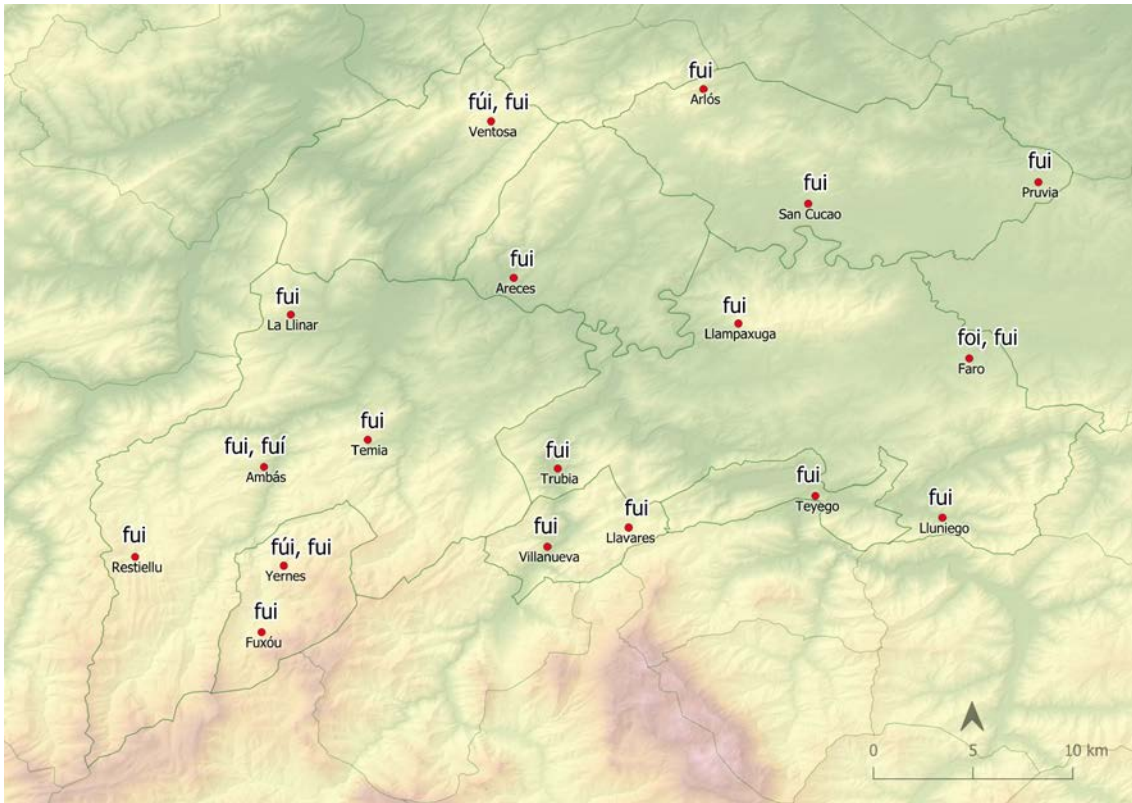 fui
Arlós
fúi, fui
Ventosa
fui
Pruvia
fui
San Cucao
fui
Areces
fui
La Llinar
fui
Llampaxuga
foi, fui
Faro
fui
Temia
fui, fuí
Ambás
fui
Trubia
fui
Teyego
fui
Lluniego
fui
Llavares
fui
Villanueva
fui
Restiellu
fúi, fui
Yernes
fui
Fuxóu
0 5 10 km